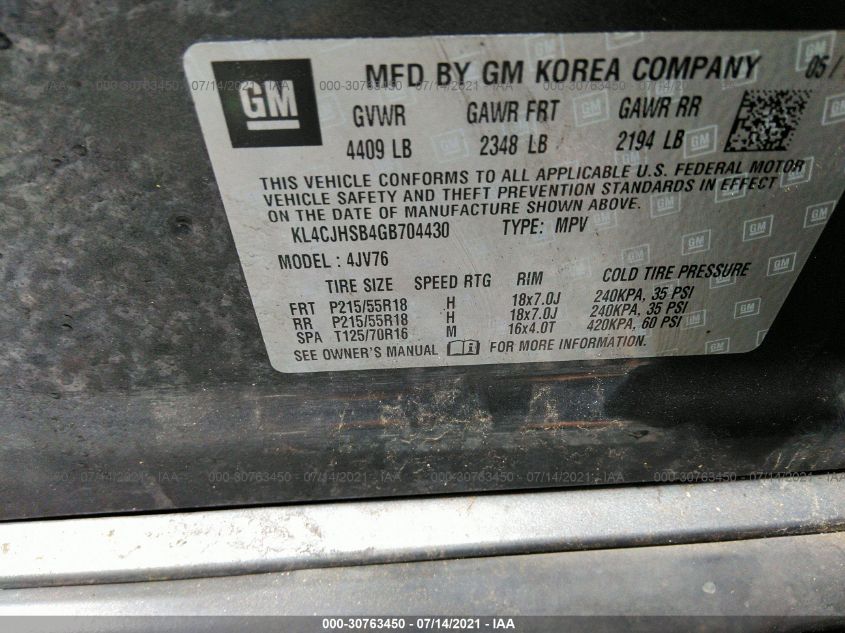 GM MFD BY GM KOREA COMPANY 05/
GVWR GAWR FRT GAWR RR
4409 LB 2348 LB 2194 LB
THIS VEHICLE CONFORMS TO ALL APPLICABLE U.S. FEDERAL MOTOR
VEHICLE SAFETY AND THEFT PREVENTION STANDARDS IN EFFECT
ON THE DATE OF MANUFACTURE SHOWN ABOVE.
KL4CJHSB4GB704430 TYPE: MPV
MODEL: 4JV76
TIRE SIZE SPEED RTG RIM COLD TIRE PRESSURE
FRT P215/55R18 H 18x7.0J 240KPA, 35 PSI
RR P215/55R18 H 18x7.0J 240KPA, 35 PSI
SPA T125/70R16 M 16x4.0T 420KPA, 60 PSI
SEE OWNER'S MANUAL FOR MORE INFORMATION.
000-30763450 - 07/14/2021 - IAA